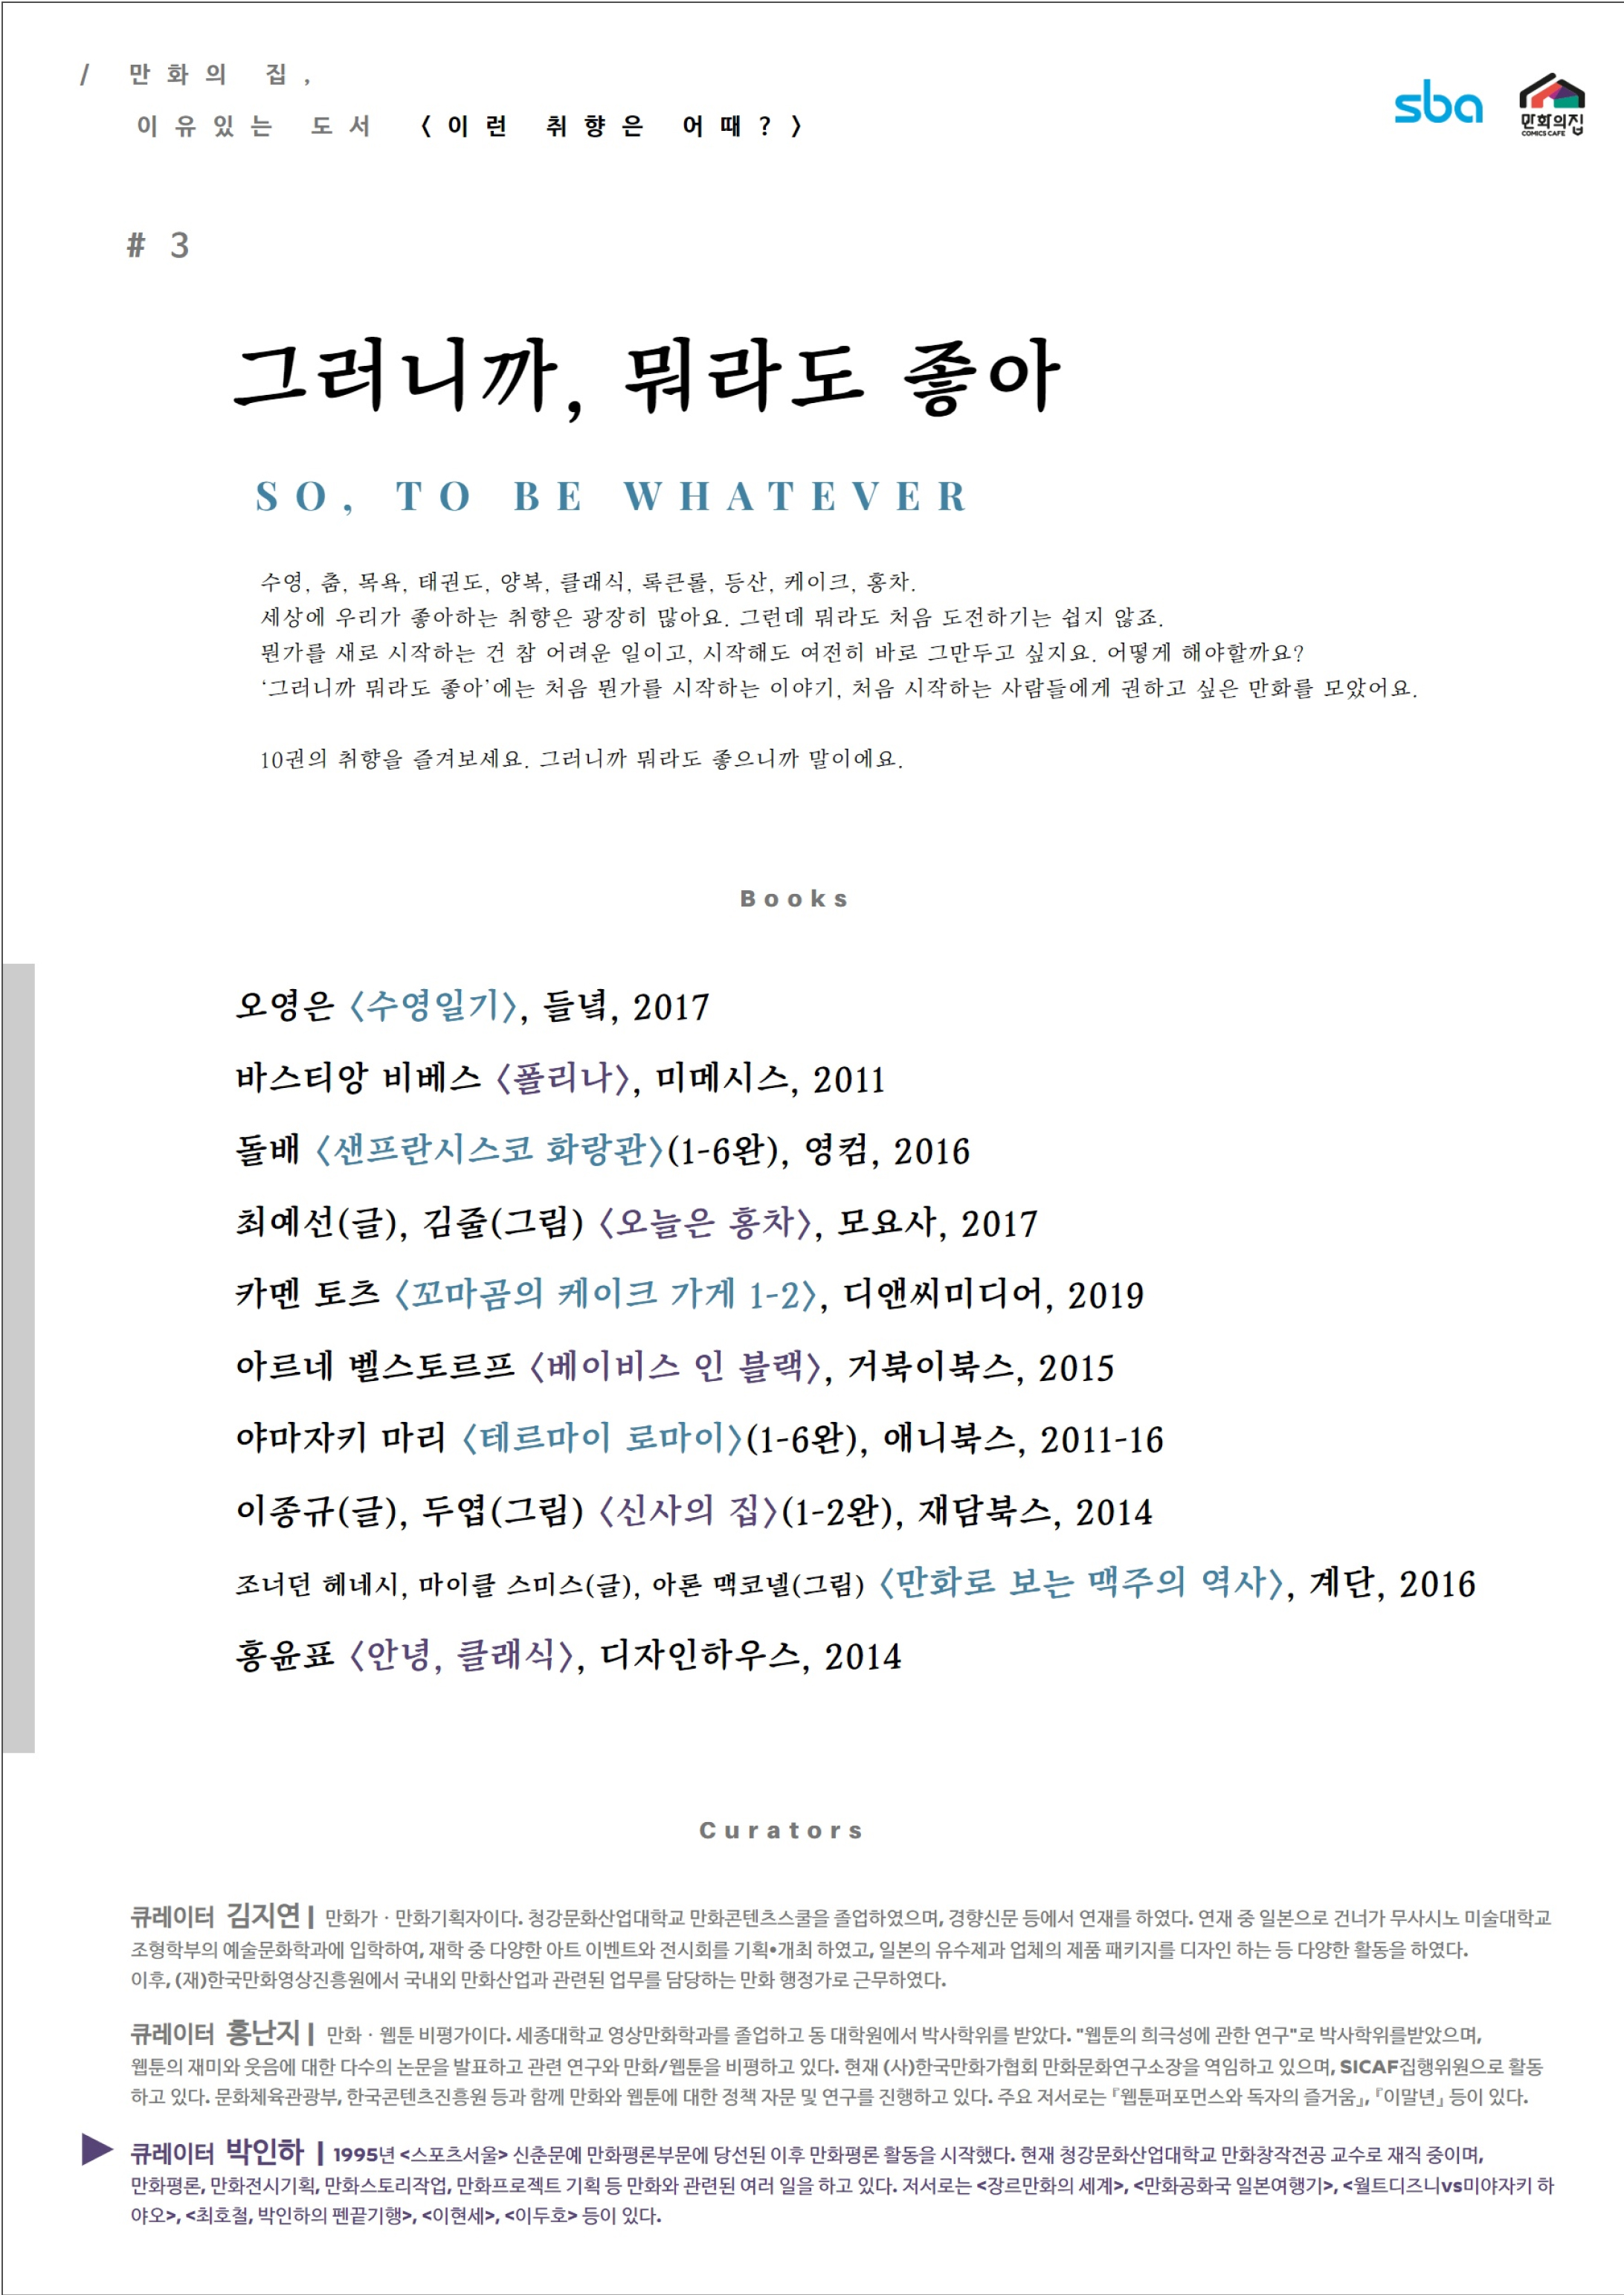 / 만화의 집,
이유있는 도서 〈이런 취향은 어때?〉
sba
만화의집
COMICS CAFE
# 3
그러니까, 뭐라도 좋아
SO, TO BE WHATEVER
수영, 춤, 목욕, 태권도, 양복, 클래식, 록큰롤, 등산, 케이크, 홍차.
세상에 우리가 좋아하는 취향은 굉장히 많아요. 그런데 뭐라도 처음 도전하기는 쉽지 않죠.
뭔가를 새로 시작하는 건 참 어려운 일이고, 시작해도 여전히 바로 그만두고 싶지요. 어떻게 해야할까요?
‘그러니까 뭐라도 좋아’에는 처음 뭔가를 시작하는 이야기, 처음 시작하는 사람들에게 권하고 싶은 만화를 모았어요.
10권의 취향을 즐겨보세요. 그러니까 뭐라도 좋으니까 말이에요.
Books
오영은 〈수영일기〉, 들녘, 2017
바스티앙 비베스 〈폴리나〉, 미메시스, 2011
돌배 〈샌프란시스코 화랑관〉(1-6완), 영컴, 2016
최예선(글), 김줄(그림) 〈오늘은 홍차〉, 모요사, 2017
카멘 토츠 〈꼬마곰의 케이크 가게 1-2〉, 디앤씨미디어, 2019
아르네 벨스토르프 〈베이비스 인 블랙〉, 거북이북스, 2015
야마자키 마리 〈테르마이 로마이〉(1-6완), 애니북스, 2011-16
이종규(글), 두엽(그림) 〈신사의 집〉(1-2완), 재담북스, 2014
조너던 헤네시, 마이클 스미스(글), 아론 맥코넬(그림) 〈만화로 보는 맥주의 역사〉, 계단, 2016
홍윤표 〈안녕, 클래식〉, 디자인하우스, 2014
Curators
큐레이터 김지연 | 만화가 · 만화기획자이다. 청강문화산업대학교 만화콘텐츠스쿨을 졸업하였으며, 경향신문 등에서 연재를 하였다. 연재 중 일본으로 건너가 무사시노 미술대학교
조형학부의 예술문화학과에 입학하여, 재학 중 다양한 아트 이벤트와 전시회를 기획•개최 하였고, 일본의 유수제과 업체의 제품 패키지를 디자인 하는 등 다양한 활동을 하였다.
이후, (재)한국만화영상진흥원에서 국내외 만화산업과 관련된 업무를 담당하는 만화 행정가로 근무하였다.
큐레이터 홍난지 | 만화 · 웹툰 비평가이다. 세종대학교 영상만화학과를 졸업하고 동 대학원에서 박사학위를 받았다. "웹툰의 희극성에 관한 연구"로 박사학위를받았으며,
웹툰의 재미와 웃음에 대한 다수의 논문을 발표하고 관련 연구와 만화/웹툰을 비평하고 있다. 현재 (사)한국만화가협회 만화문화연구소장을 역임하고 있으며, SICAF집행위원으로 활동
하고 있다. 문화체육관광부, 한국콘텐츠진흥원 등과 함께 만화와 웹툰에 대한 정책 자문 및 연구를 진행하고 있다. 주요 저서로는 『웹툰퍼포먼스와 독자의 즐거움』, 『이말년』 등이 있다.
▶ 큐레이터 박인하 | 1995년 <스포츠서울> 신춘문예 만화평론부문에 당선된 이후 만화평론 활동을 시작했다. 현재 청강문화산업대학교 만화창작전공 교수로 재직 중이며,
만화평론, 만화전시기획, 만화스토리작업, 만화프로젝트 기획 등 만화와 관련된 여러 일을 하고 있다. 저서로는 <장르만화의 세계>, <만화공화국 일본여행기>, <월트디즈니vs미야자키 하
야오>, <최호철, 박인하의 펜끝기행>, <이현세>, <이두호> 등이 있다.